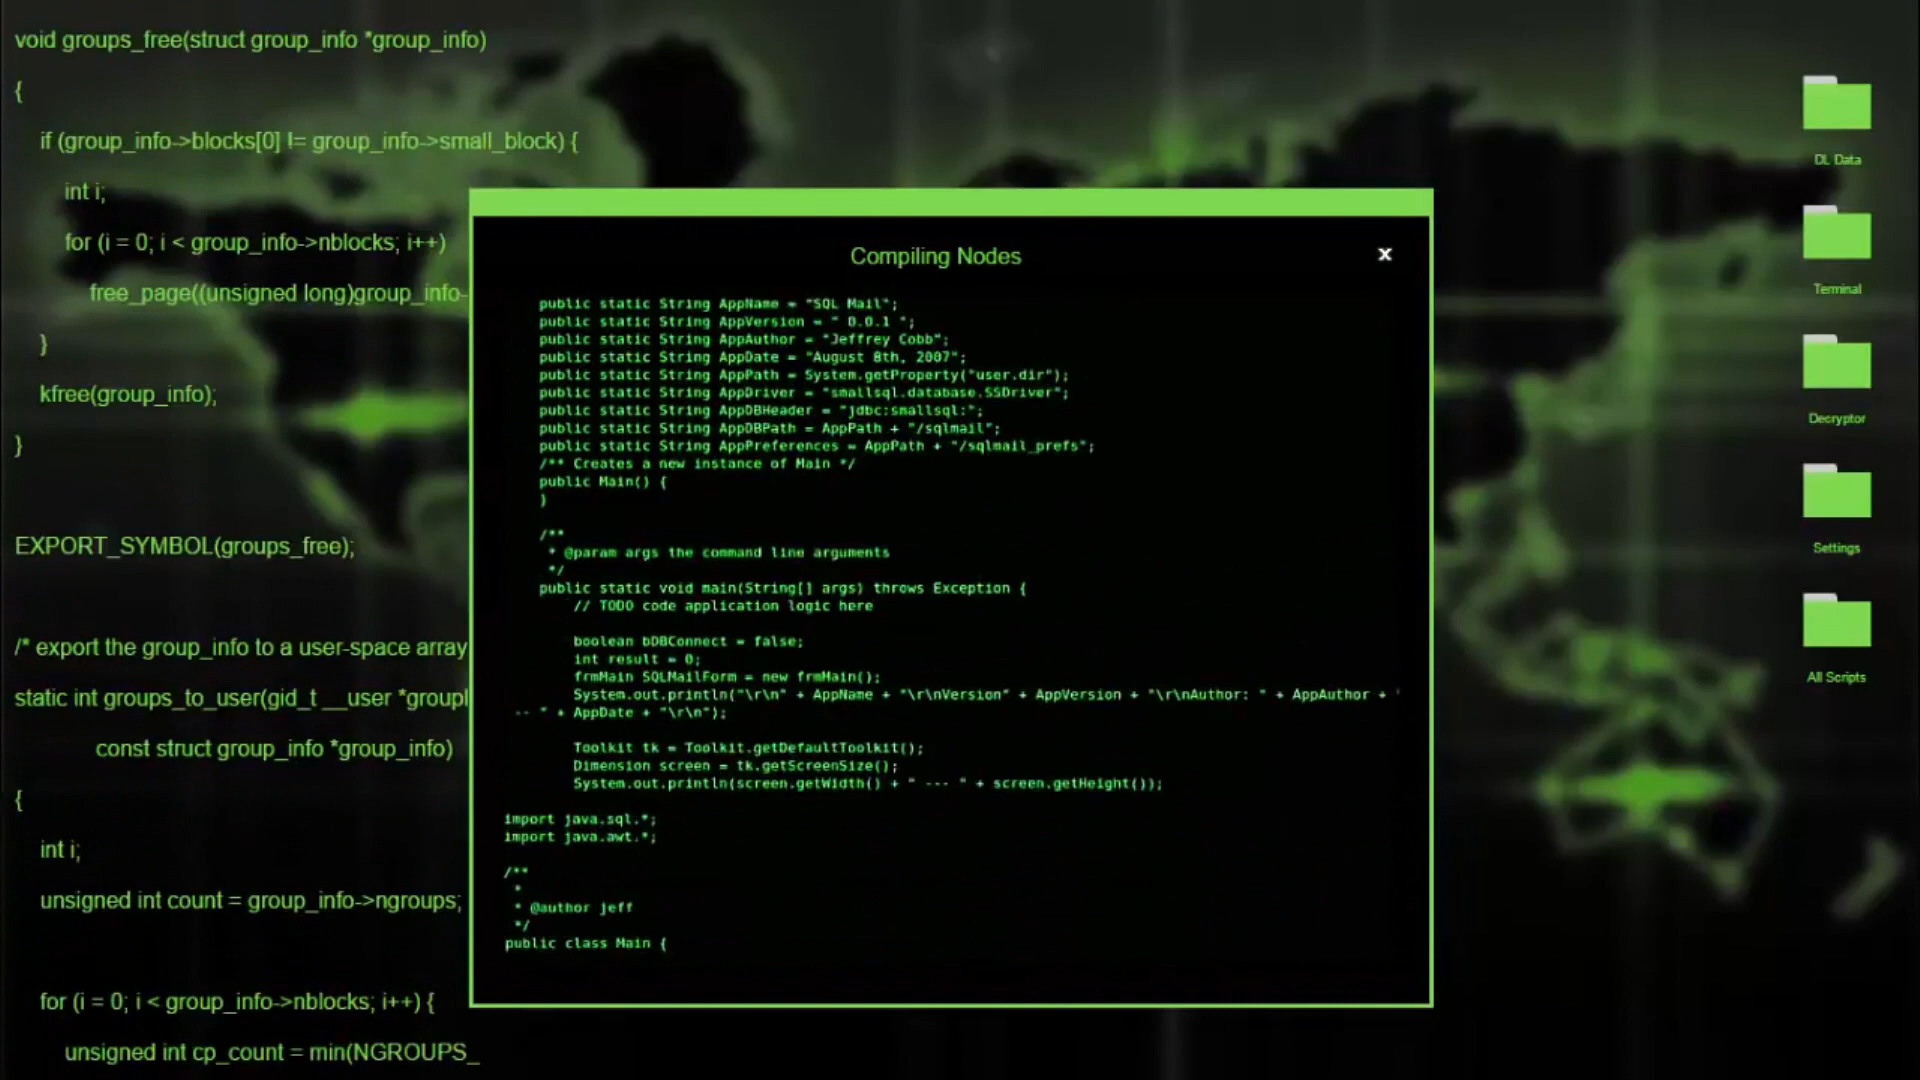 void groups_free(struct group_info *group_info)
{
if (group_info->blocks[0] != group_info->small_block) {
int i;
for (i = 0; i < group_info->nblocks; i++)
free_page((unsigned long)group_info-
}
kfree(group_info);
}
EXPORT_SYMBOL(groups_free);
/* export the group_info to a user-space array
static int groups_to_user(gid_t __user *groupl
const struct group_info *group_info)
{
int i;
unsigned int count = group_info->ngroups;
for (i = 0; i < group_info->nblocks; i++) {
unsigned int cp_count = min(NGROUPS_
Compiling Nodes
x
public static String AppName = "SQL Mail";
public static String AppVersion = " 0.0.1 ";
public static String AppAuthor = "Jeffrey Cobb";
public static String AppDate = "August 8th, 2007";
public static String AppPath = System.getProperty("user.dir");
public static String AppDriver = "smallsql.database.SSDriver";
public static String AppDBHeader = "jdbc:smallsql:";
public static String AppDBPath = AppPath + "/sqlmail";
public static String AppPreferences = AppPath + "/sqlmail_prefs";
/** Creates a new instance of Main */
public Main() {
}
/**
* @param args the command line arguments
*/
public static void main(String[] args) throws Exception {
// TODO code application logic here
boolean bDBConnect = false;
int result = 0;
frmMain SQLMailForm = new frmMain();
System.out.println("\r\n" + AppName + "\r\nVersion" + AppVersion + "\r\nAuthor: " + AppAuthor + "
-- " + AppDate + "\r\n");
Toolkit tk = Toolkit.getDefaultToolkit();
Dimension screen = tk.getScreenSize();
System.out.println(screen.getWidth() + " --- " + screen.getHeight());
import java.sql.*;
import java.awt.*;
/**
*
* @author jeff
*/
public class Main {
DL Data
Terminal
Decryptor
Settings
All Scripts